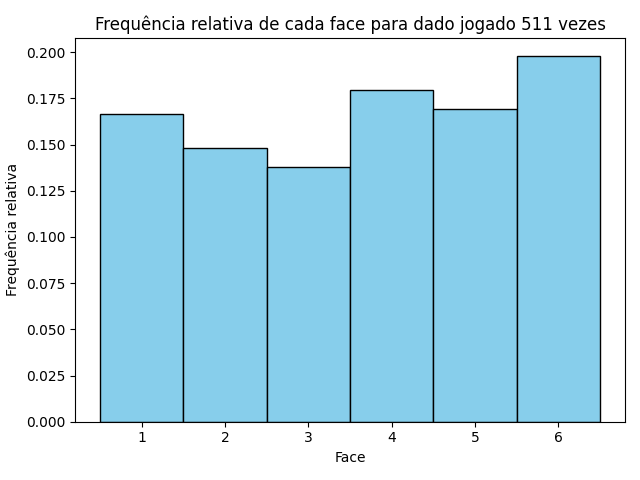 Frequência relativa de cada face para dado jogado 511 vezes
0.200
0.175
0.150
0.125
0.100
0.075
0.050
0.025
0.000
Frequência relativa
1 2 3 4 5 6
Face